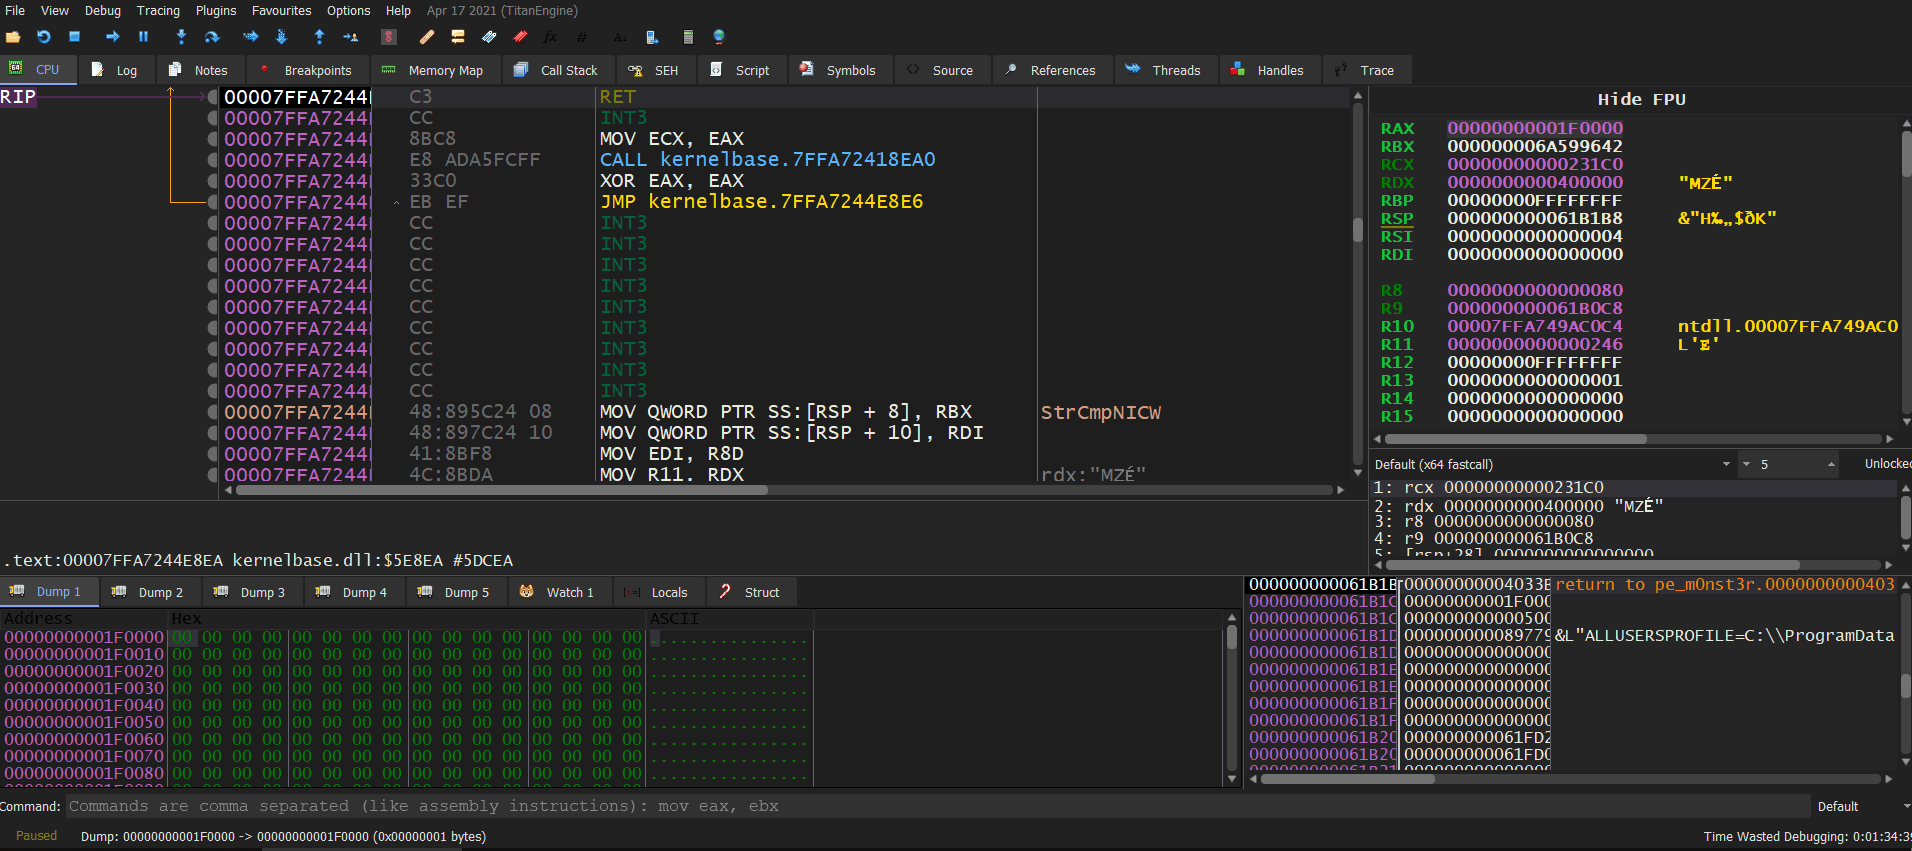 File View Debug Tracing Plugins Favourites Options Help Apr 17 2021 (TitanEngine)
CPU Log Notes Breakpoints Memory Map Call Stack SEH Script Symbols Source References Threads Handles Trace
RIP 00007FFA7244 C3 RET
00007FFA7244 CC INT3
00007FFA7244 8BC8 MOV ECX, EAX
00007FFA7244 E8 ADA5FCFF CALL kernelbase.7FFA72418EA0
00007FFA7244 33C0 XOR EAX, EAX
00007FFA7244 EB EF JMP kernelbase.7FFA7244E8E6
00007FFA7244 CC INT3
00007FFA7244 CC INT3
00007FFA7244 CC INT3
00007FFA7244 CC INT3
00007FFA7244 CC INT3
00007FFA7244 CC INT3
00007FFA7244 CC INT3
00007FFA7244 CC INT3
00007FFA7244 CC INT3
00007FFA7244 48:895C24 08 MOV QWORD PTR SS:[RSP + 8], RBX StrCmpNICW
00007FFA7244 48:897C24 10 MOV QWORD PTR SS:[RSP + 10], RDI
00007FFA7244 41:8BF8 MOV EDI, R8D
00007FFA7244 4C:8BDA MOV R11. RDX rdx:"MZÉ"
Hide FPU
RAX 00000000001F0000
RBX 000000006A599642
RCX 00000000000231C0
RDX 0000000000400000 "MZÉ"
RBP 00000000FFFFFFFF
RSP 000000000061B1B8 &"H‰„$ðK"
RSI 0000000000000004
RDI 0000000000000000
R8 0000000000000080
R9 000000000061B0C8
R10 00007FFA749AC0C4 ntdll.00007FFA749AC0
R11 0000000000000246 L'Ɇ'
R12 00000000FFFFFFFF
R13 0000000000000001
R14 0000000000000000
R15 0000000000000000
Default (x64 fastcall) 5 Unlocked
1: rcx 00000000000231C0
2: rdx 0000000000400000 "MZÉ"
3: r8 0000000000000080
4: r9 000000000061B0C8
5: [rsp+28] 0000000000000000
.text:00007FFA7244E8EA kernelbase.dll:$5E8EA #5DCEA
Dump 1 Dump 2 Dump 3 Dump 4 Dump 5 Watch 1 Locals Struct
Address Hex ASCII
00000000001F0000 00 00 00 00 00 00 00 00 00 00 00 00 00 00 00 00 ................
00000000001F0010 00 00 00 00 00 00 00 00 00 00 00 00 00 00 00 00 ................
00000000001F0020 00 00 00 00 00 00 00 00 00 00 00 00 00 00 00 00 ................
00000000001F0030 00 00 00 00 00 00 00 00 00 00 00 00 00 00 00 00 ................
00000000001F0040 00 00 00 00 00 00 00 00 00 00 00 00 00 00 00 00 ................
00000000001F0050 00 00 00 00 00 00 00 00 00 00 00 00 00 00 00 00 ................
00000000001F0060 00 00 00 00 00 00 00 00 00 00 00 00 00 00 00 00 ................
00000000001F0070 00 00 00 00 00 00 00 00 00 00 00 00 00 00 00 00 ................
00000000001F0080 00 00 00 00 00 00 00 00 00 00 00 00 00 00 00 00 ................
000000000061B1B 00000000004033E return to pe_m0nst3r.0000000000403
000000000061B1C 00000000001F000
000000000061B1C 000000000000500
000000000061B1D 000000000089779 &L"ALLUSERSPROFILE=C:\\ProgramData
000000000061B1D 000000000000000
000000000061B1E 000000000000000
000000000061B1E 000000000000000
000000000061B1F 000000000000000
000000000061B1F 000000000000000
000000000061B20 000000000061FD2
000000000061B20 000000000061FD0
Command: Commands are comma separated (like assembly instructions): mov eax, ebx Default
Paused Dump: 00000000001F0000 -> 00000000001F0000 (0x00000001 bytes) Time Wasted Debugging: 0:01:34:39